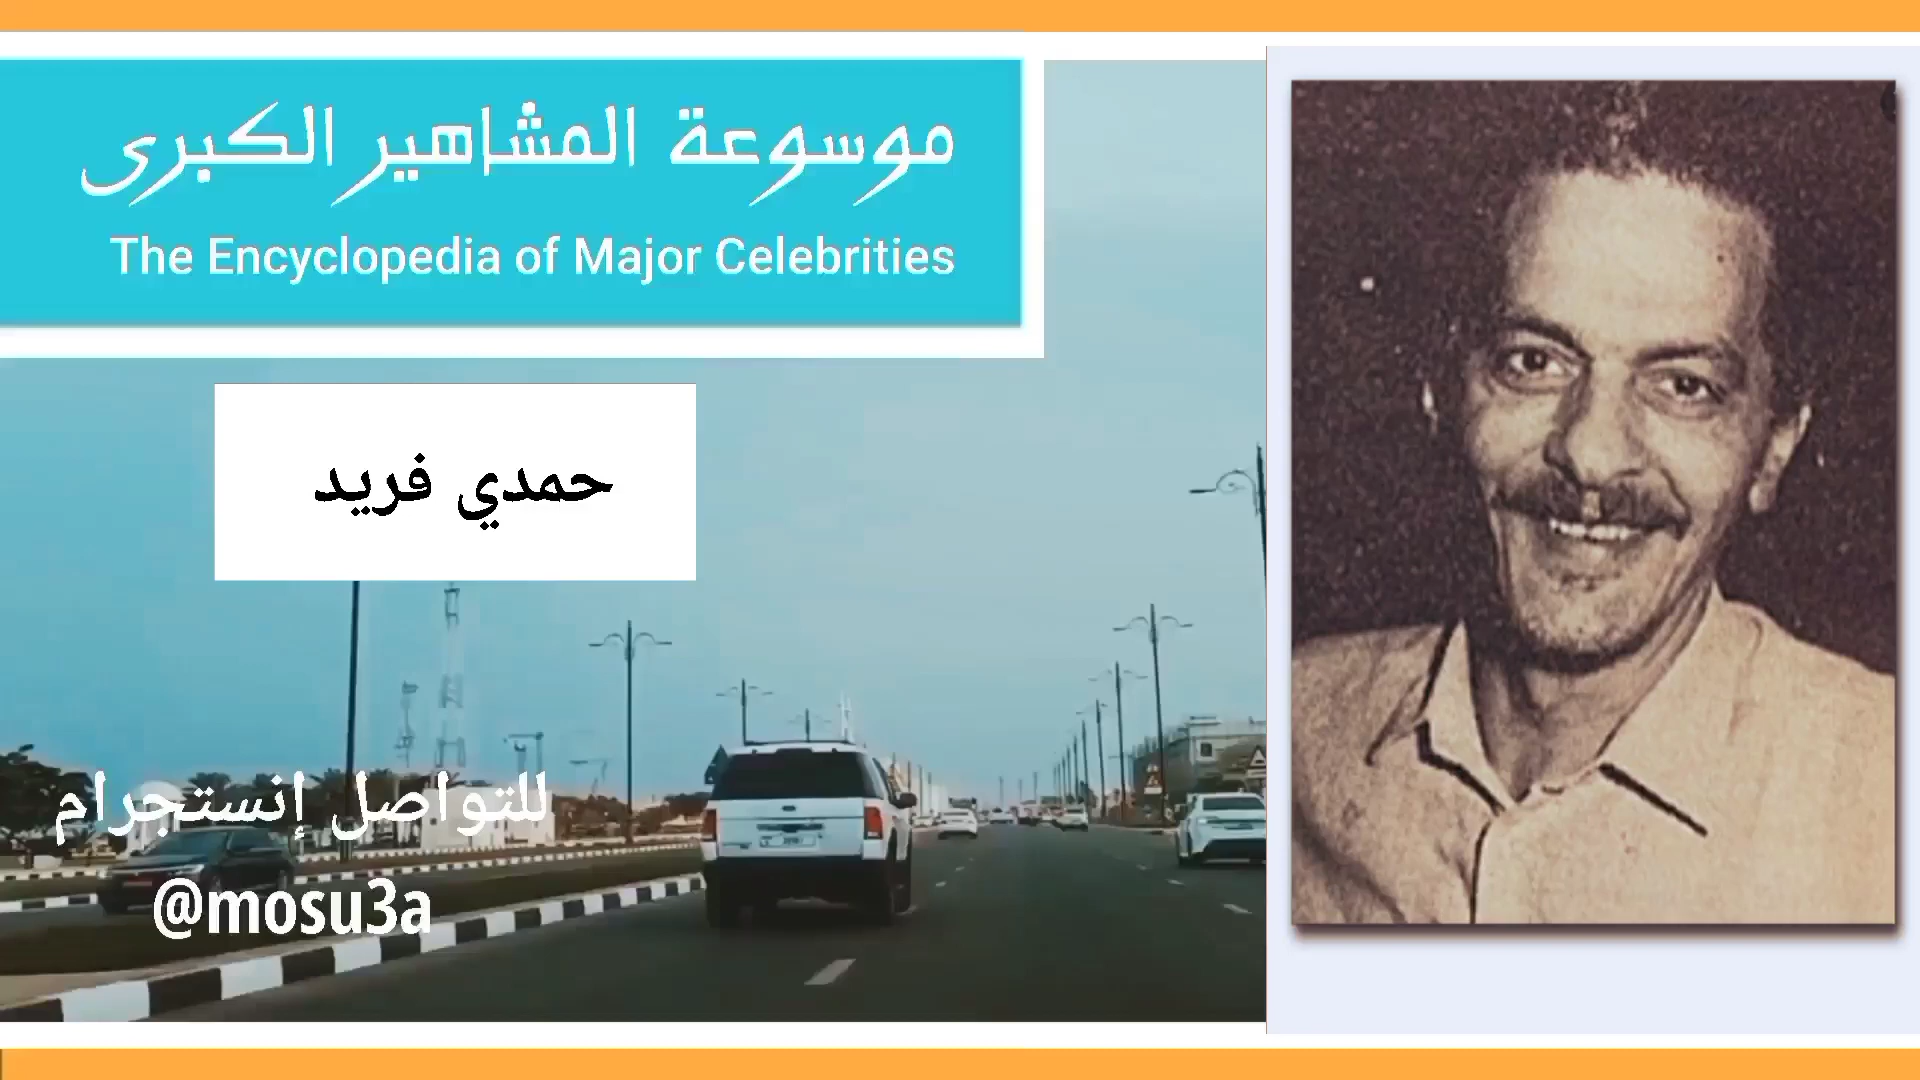 موسوعة المشاهير الكبرى
The Encyclopedia of Major Celebrities
حمدي فريد
للتواصل إنستجرام
@mosu3a